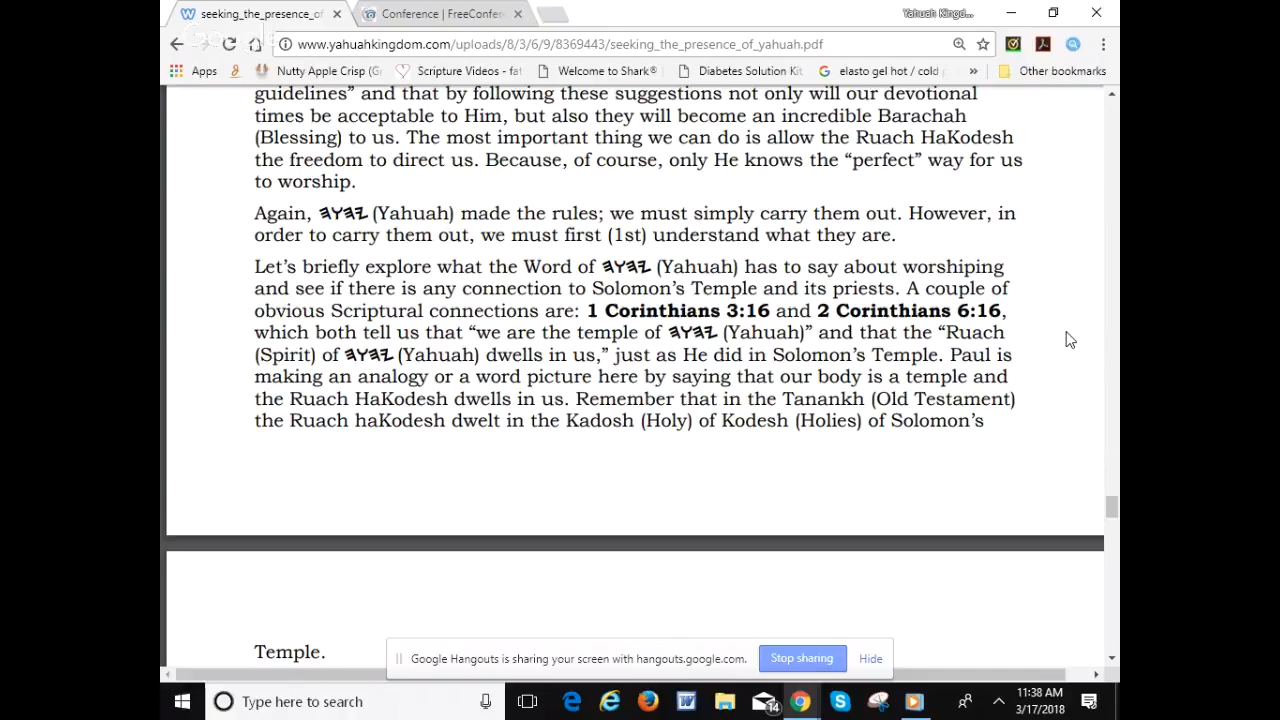 seeking_the_presence_of
Conference | FreeConfer
Yahuah Kingd...
www.yahuahkingdom.com/uploads/8/3/6/9/8369443/seeking_the_presence_of_yahuah.pdf
Apps
Nutty Apple Crisp (Gr
Scripture Videos - fat
Welcome to Shark®
Diabetes Solution Kit
elasto gel hot / cold
»
Other bookmarks
guidelines” and that by following these suggestions not only will our devotional
times be acceptable to Him, but also they will become an incredible Barachah
(Blessing) to us. The most important thing we can do is allow the Ruach HaKodesh
the freedom to direct us. Because, of course, only He knows the “perfect” way for us
to worship.
Again, 𐤉𐤄𐤅𐤄 (Yahuah) made the rules; we must simply carry them out. However, in
order to carry them out, we must first (1st) understand what they are.
Let’s briefly explore what the Word of 𐤉𐤄𐤅𐤄 (Yahuah) has to say about worshiping
and see if there is any connection to Solomon’s Temple and its priests. A couple of
obvious Scriptural connections are: 1 Corinthians 3:16 and 2 Corinthians 6:16,
which both tell us that “we are the temple of 𐤉𐤄𐤅𐤄 (Yahuah)” and that the “Ruach
(Spirit) of 𐤉𐤄𐤅𐤄 (Yahuah) dwells in us,” just as He did in Solomon’s Temple. Paul is
making an analogy or a word picture here by saying that our body is a temple and
the Ruach HaKodesh dwells in us. Remember that in the Tanankh (Old Testament)
the Ruach haKodesh dwelt in the Kadosh (Holy) of Kodesh (Holies) of Solomon’s
Temple.
Google Hangouts is sharing your screen with hangouts.google.com.
Stop sharing
Hide
Type here to search
14
11:38 AM
3/17/2018